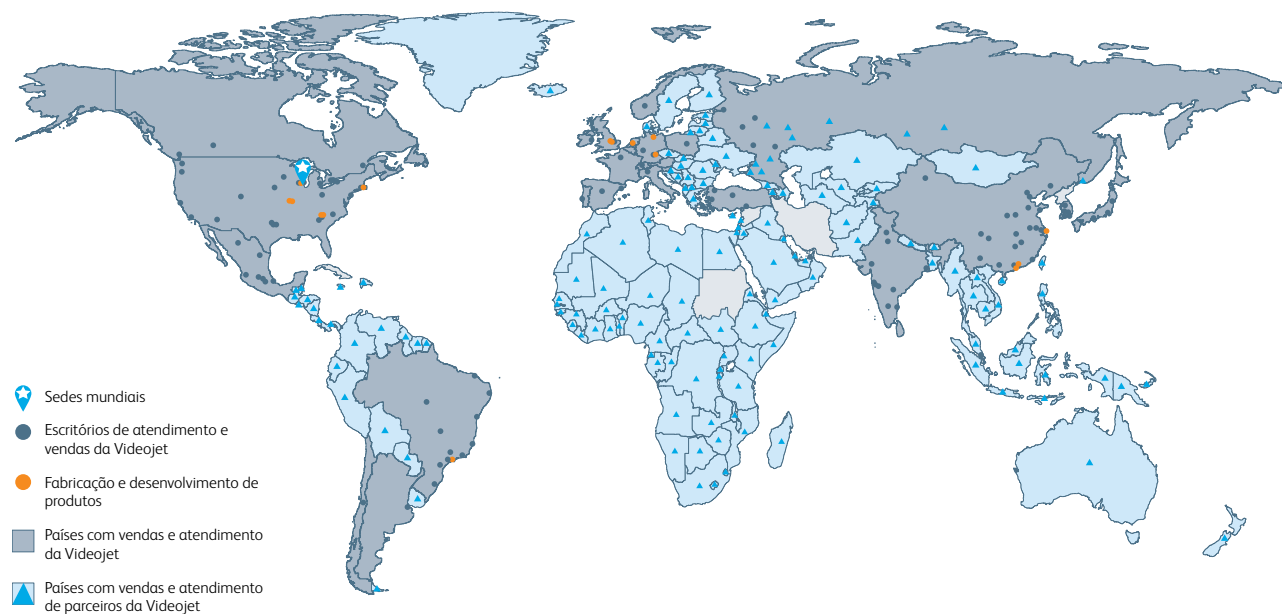 Sedes mundiais
Escritórios de atendimento e
vendas da Videojet
Fabricação e desenvolvimento de
produtos
Países com vendas e atendimento
da Videojet
Países com vendas e atendimento
de parceiros da Videojet